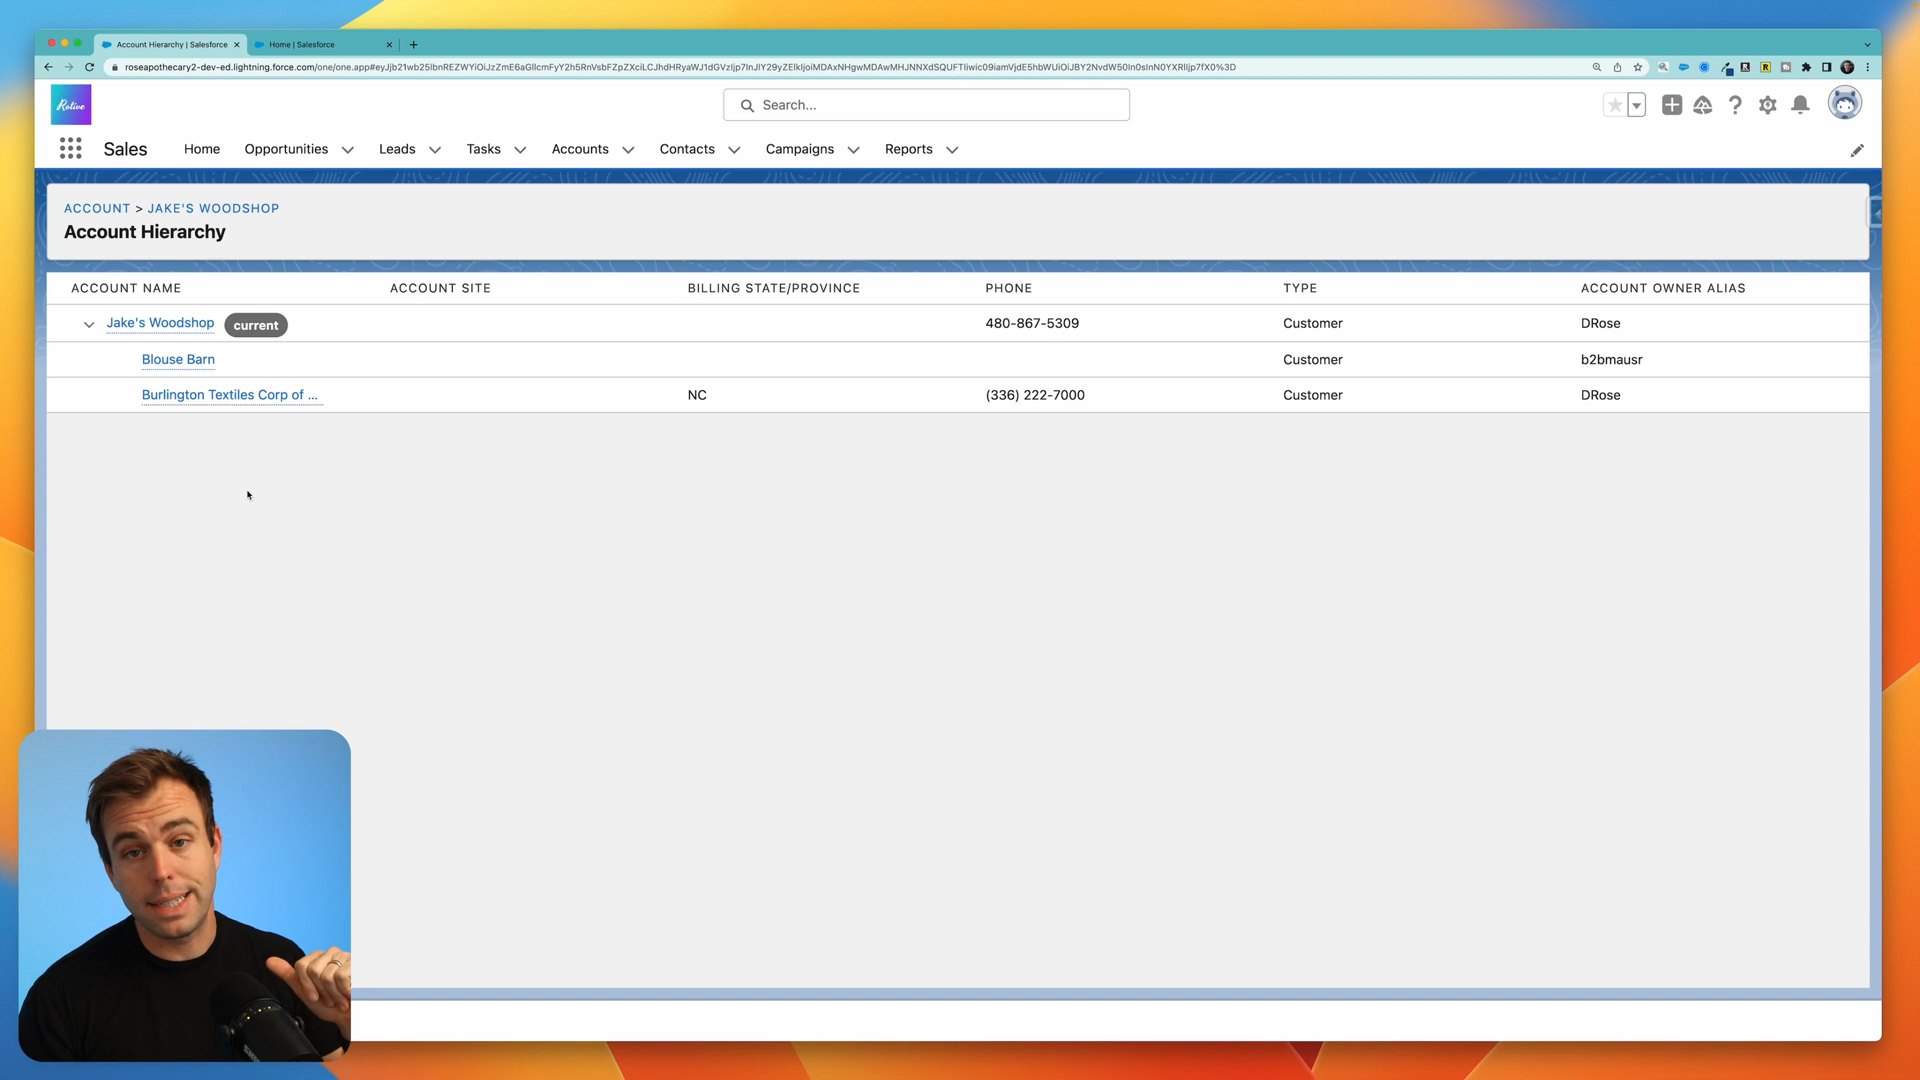 Account Hierarchy | Salesforce
Home | Salesforce
Rotive
Search...
Sales Home Opportunities Leads Tasks Accounts Contacts Campaigns Reports
ACCOUNT > JAKE'S WOODSHOP
Account Hierarchy
ACCOUNT NAME ACCOUNT SITE BILLING STATE/PROVINCE PHONE TYPE ACCOUNT OWNER ALIAS
Jake's Woodshop current 480-867-5309 Customer DRose
Blouse Barn Customer b2bmausr
Burlington Textiles Corp of ... NC (336) 222-7000 Customer DRose